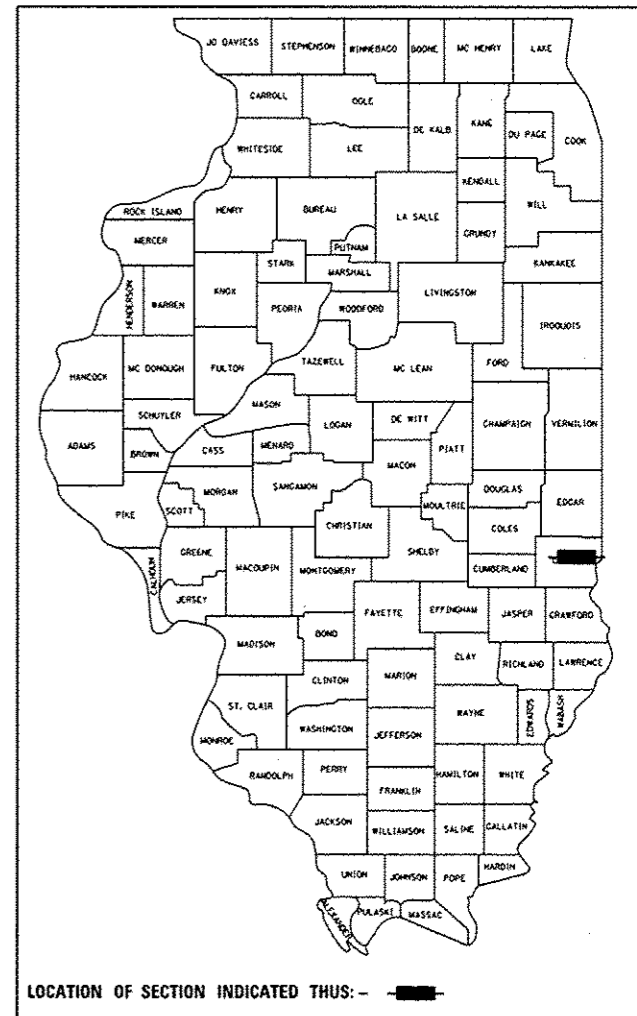 JO DAVIESS STEPHENSON WINNEBAGO BOONE MC HENRY LAKE
CARROLL OGLE DE KALB KANE DU PAGE COOK
WHITESIDE LEE KENDALL WILL
ROCK ISLAND HENRY BUREAU LA SALLE GRUNDY
MERCER STARK PUTNAM MARSHALL KANKAKEE
HENDERSON WARREN KNOX PEORIA WOODFORD LIVINGSTON IROQUOIS
HANCOCK MC DONOUGH FULTON TAZEWELL MC LEAN FORD
SCHUYLER MASON LOGAN DE WITT CHAMPAIGN VERMILION
ADAMS BROWN CASS MENARD MACON PIATT
PIKE SCOTT MORGAN SANGAMON CHRISTIAN MOULTRIE DOUGLAS EDGAR
COLES
CALHOUN GREENE MACOUPIN MONTGOMERY SHELBY CUMBERLAND
JERSEY FAYETTE EFFINGHAM JASPER CRAWFORD
MADISON BOND CLAY RICHLAND LAWRENCE
ST. CLAIR CLINTON MARION WAYNE EDWARDS WABASH
MONROE WASHINGTON JEFFERSON
RANDOLPH PERRY FRANKLIN HAMILTON WHITE
JACKSON WILLIAMSON SALINE GALLATIN
UNION JOHNSON POPE HARDIN
ALEXANDER PULASKI MASSAC
LOCATION OF SECTION INDICATED THUS: -